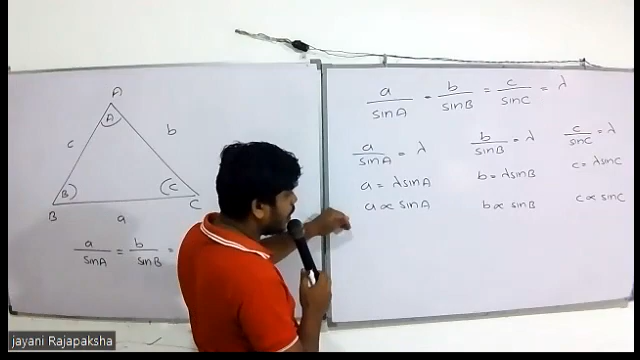 A
A
c
b
B
C
B
C
a
a/sinA = b/sinB =
a/sinA = b/sinB = c/sinC = λ
a/sinA = λ
b/sinB = λ
c/sinC = λ
a = λsinA
b = λsinB
c = λsinC
a ∝ sinA
b ∝ sinB
c ∝ sinC
jayani Rajapaksha